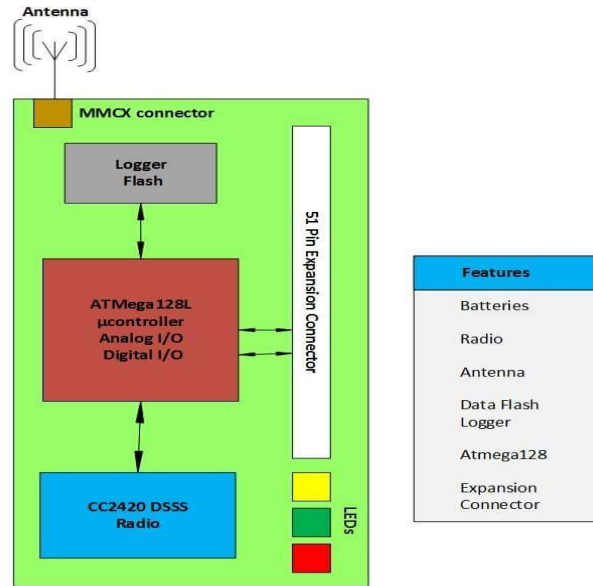 Antenna
MMCX connector
Logger
Flash
51 Pin Expansion Connector
ATMega128L
µcontroller
Analog I/O
Digital I/O
CC2420 DSSS
Radio
LEDs
Features
Batteries
Radio
Antenna
Data Flash
Logger
Atmega128
Expansion
Connector